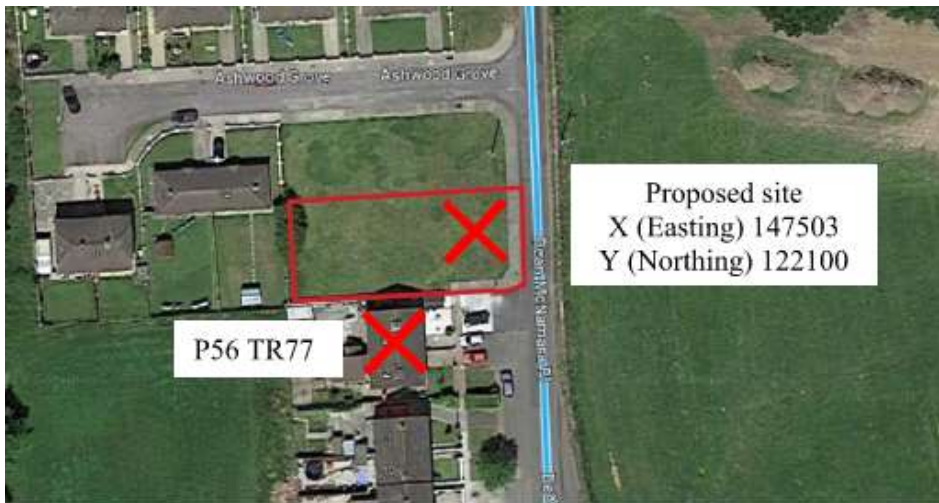 Ashwood Grove
Ashwood Grove
Proposed site
X (Easting) 147503
Y (Northing) 122100
P56 TR77